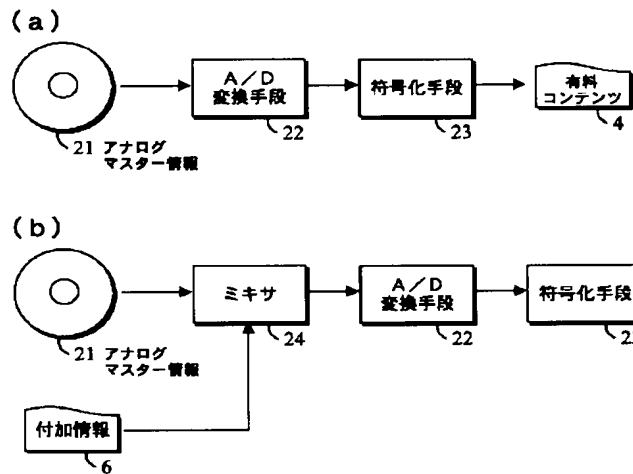 (a)
A/D
変換手段
22
符号化手段
23
有料
コンテンツ
4
21 アナログ
マスター情報
(b)
ミキサ
24
A/D
変換手段
22
符号化手段
21 アナログ
マスター情報
付加情報
6